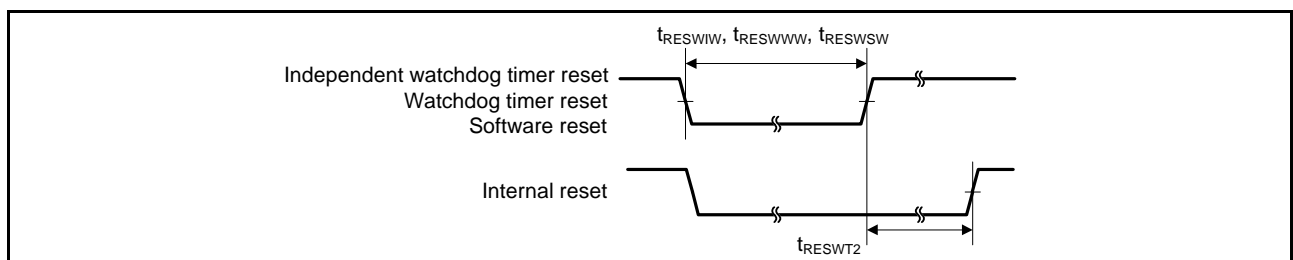 tRESWIW, tRESWWW, tRESWSW
Independent watchdog timer reset
Watchdog timer reset
Software reset
Internal reset
tRESWT2